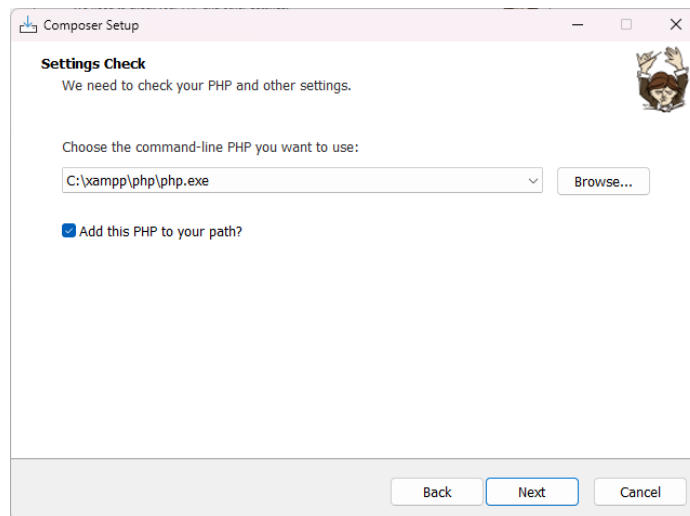 Composer Setup
Settings Check
We need to check your PHP and other settings.
Choose the command-line PHP you want to use:
C:\xampp\php\php.exe
Browse...
Add this PHP to your path?
Back
Next
Cancel